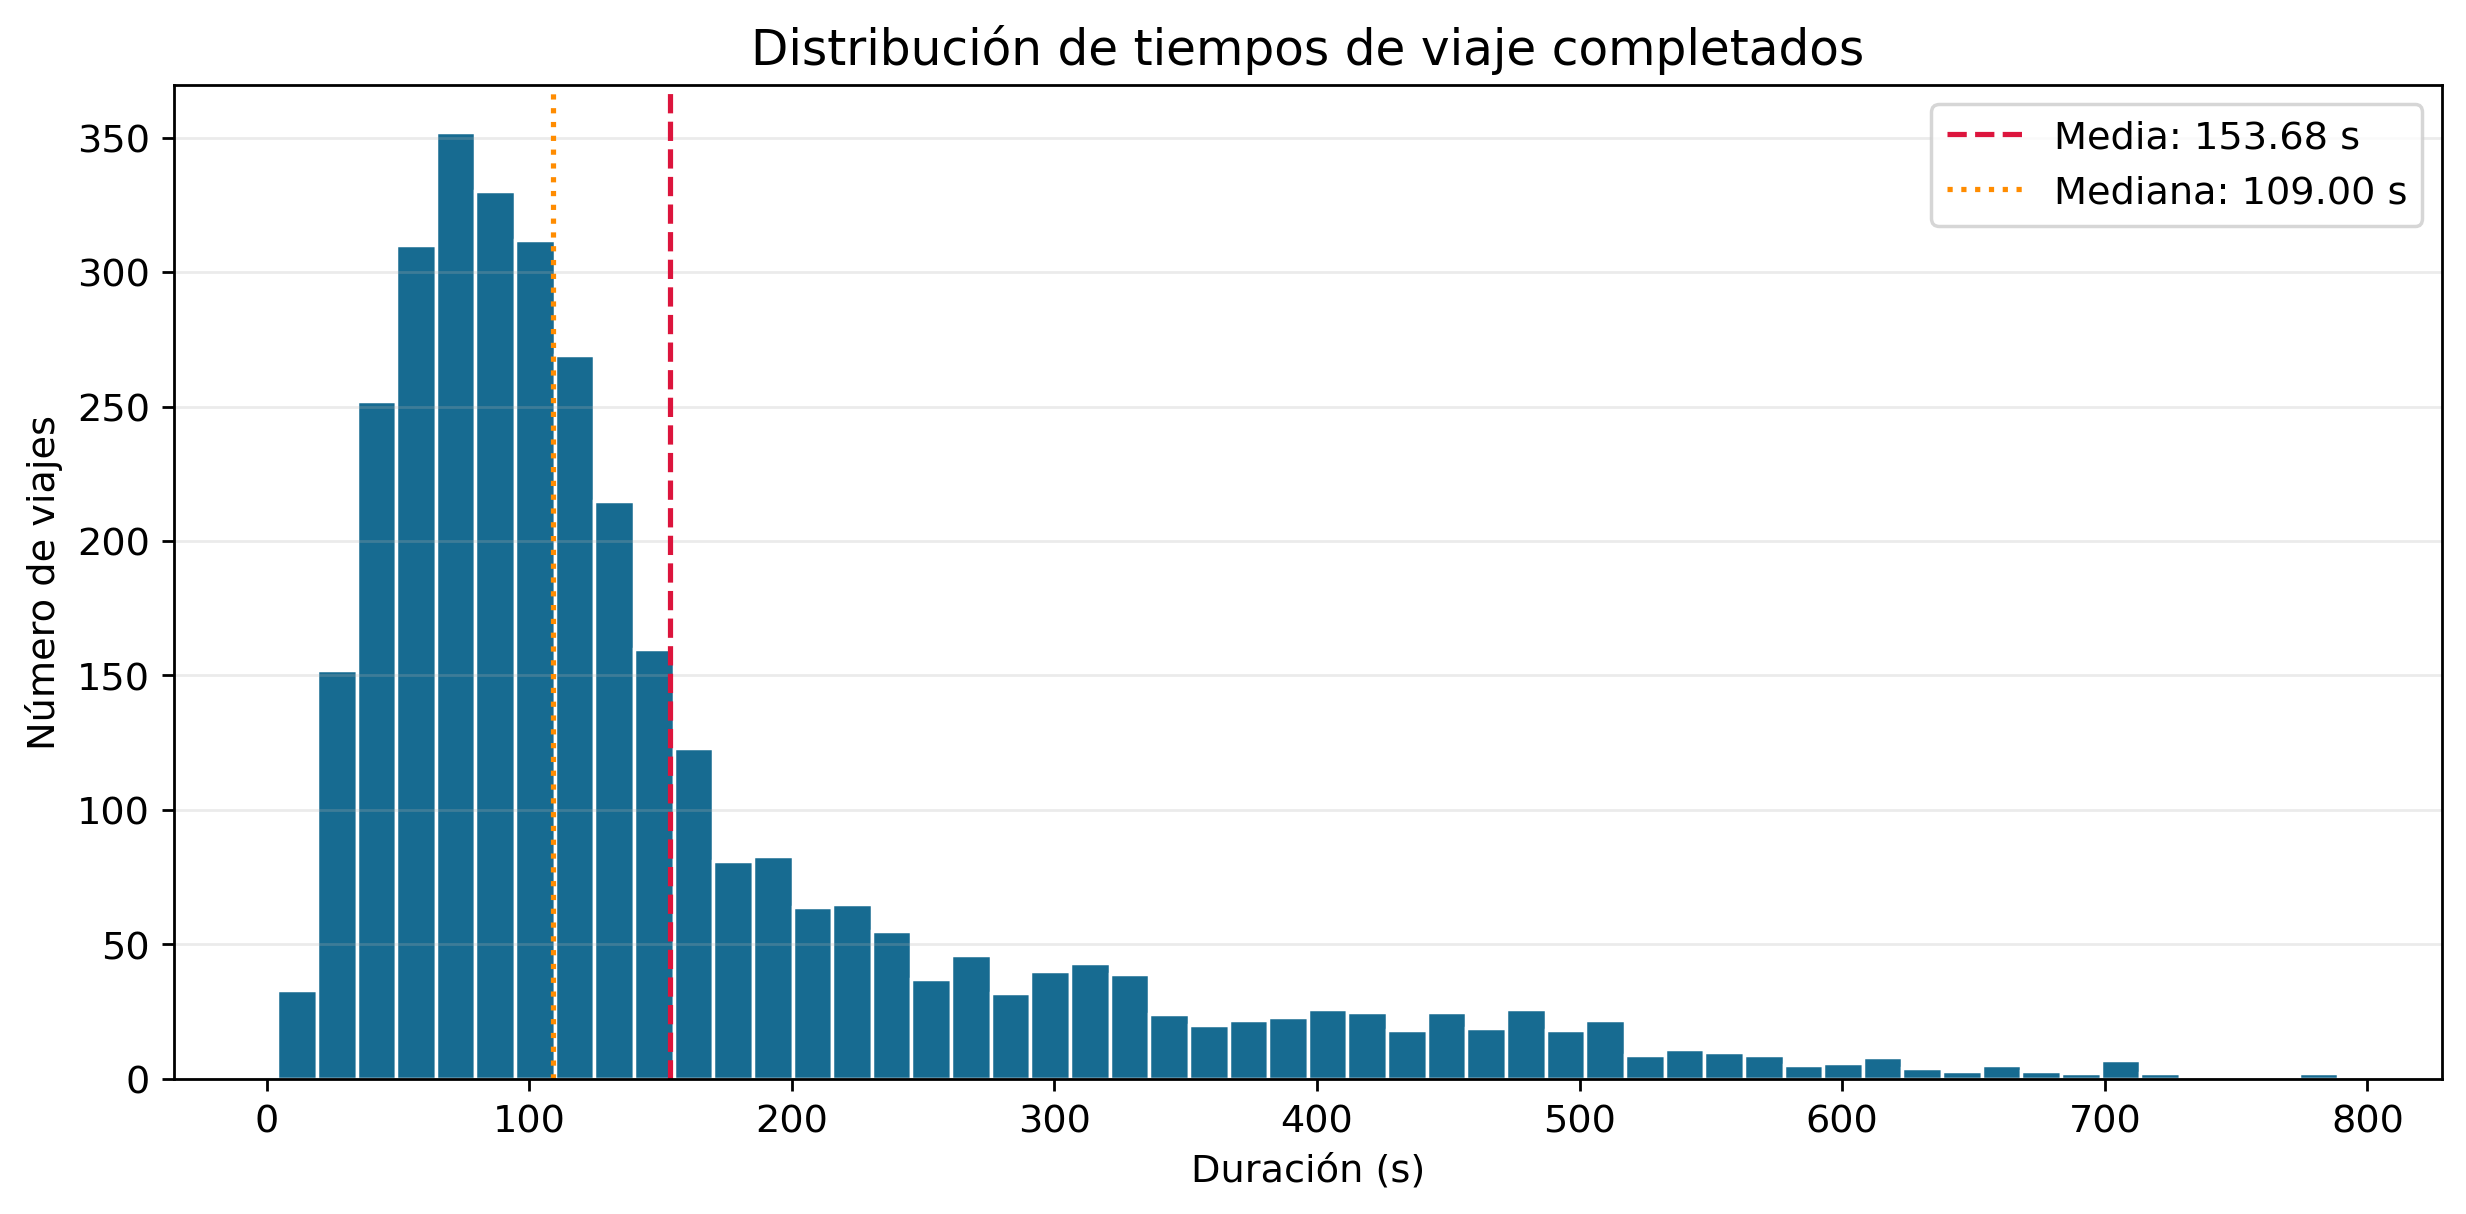 Distribución de tiempos de viaje completados
Media: 153.68 s
Mediana: 109.00 s
Número de viajes
350
300
250
200
150
100
50
0
0 100 200 300 400 500 600 700 800
Duración (s)